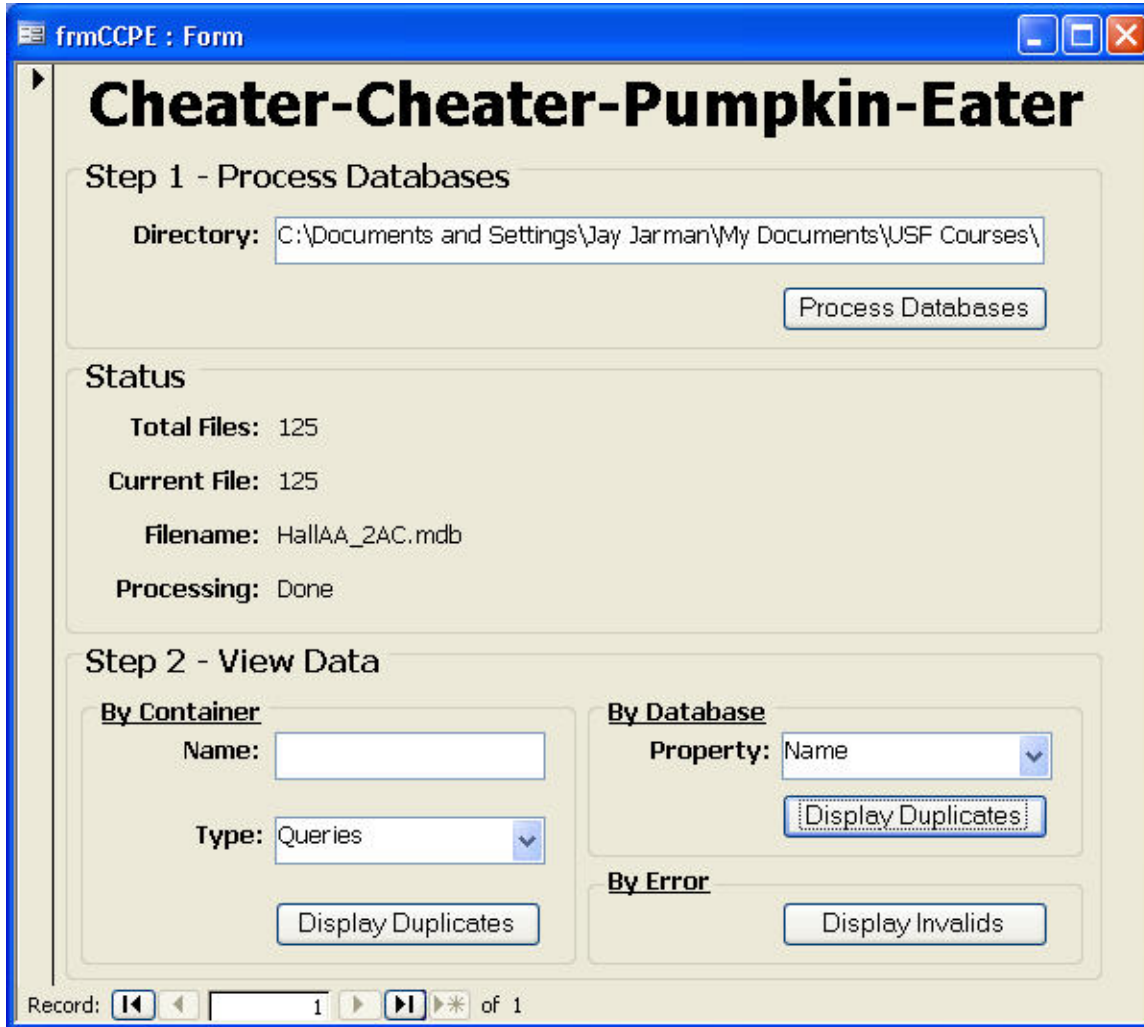 frmCCPE : Form
Cheater-Cheater-Pumpkin-Eater
Step 1 - Process Databases
Directory: C:\Documents and Settings\Jay Jarman\My Documents\USF Courses\
Process Databases
Status
Total Files: 125
Current File: 125
Filename: HallAA_2AC.mdb
Processing: Done
Step 2 - View Data
By Container
Name:
Type: Queries
Display Duplicates
By Database
Property: Name
Display Duplicates
By Error
Display Invalids
Record: 1 of 1